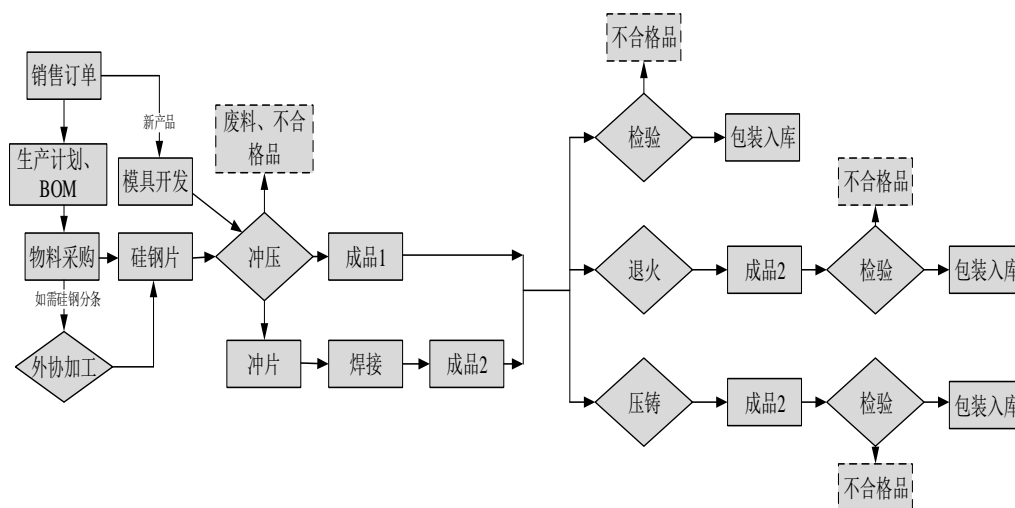 销售订单
新产品
生产计划、
BOM
模具开发
废料、不合
格品
物料采购
硅钢片
冲压
成品1
如需硅钢分条
外协加工
冲片
焊接
成品2
不合格品
检验
包装入库
退火
成品2
不合格品
检验
包装入库
压铸
成品2
检验
包装入库
不合格品